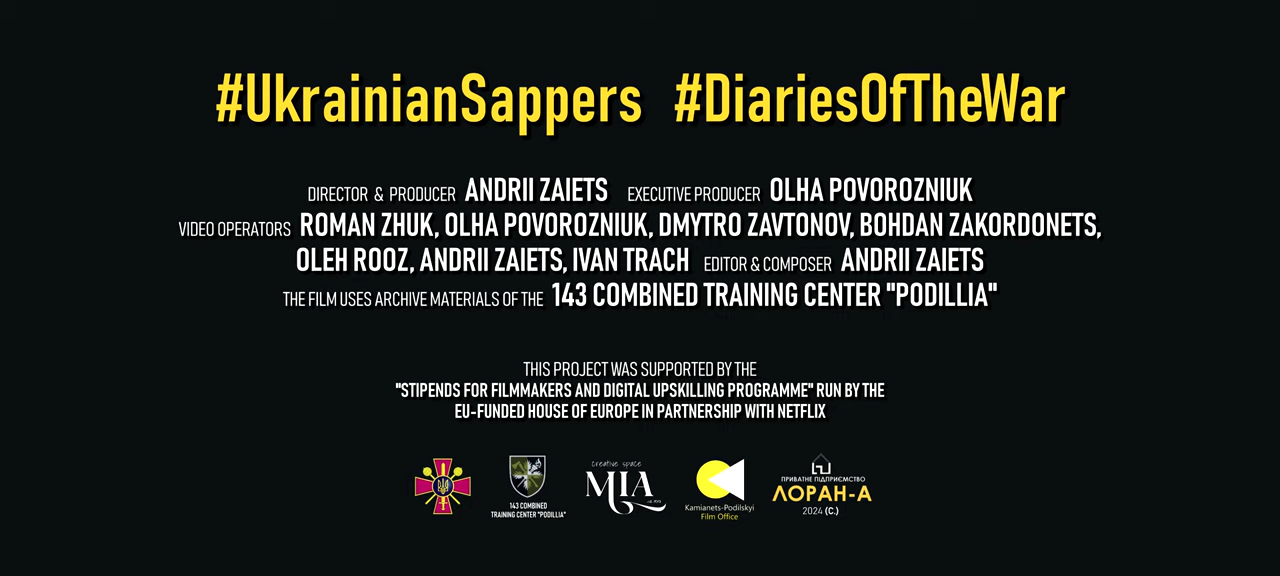 #UkrainianSappers #DiariesOfTheWar
DIRECTOR & PRODUCER ANDRII ZAIETS EXECUTIVE PRODUCER OLHA POVOROZNIUK
VIDEO OPERATORS ROMAN ZHUK, OLHA POVOROZNIUK, DMYTRO ZAVTONOV, BOHDAN ZAKORDONETS,
OLEH ROOZ, ANDRII ZAIETS, IVAN TRACH EDITOR & COMPOSER ANDRII ZAIETS
THE FILM USES ARCHIVE MATERIALS OF THE 143 COMBINED TRAINING CENTER "PODILLIA"
THIS PROJECT WAS SUPPORTED BY THE
"STIPENDS FOR FILMMAKERS AND DIGITAL UPSKILLING PROGRAMME" RUN BY THE
EU-FUNDED HOUSE OF EUROPE IN PARTNERSHIP WITH NETFLIX
143 COMBINED
TRAINING CENTER "PODILLIA"
creative space
MIA
Kamianets-Podilskyi
Film Office
ПРИВАТНЕ ПІДПРИЄМСТВО
ЛОРАН-А
2024 (С.)